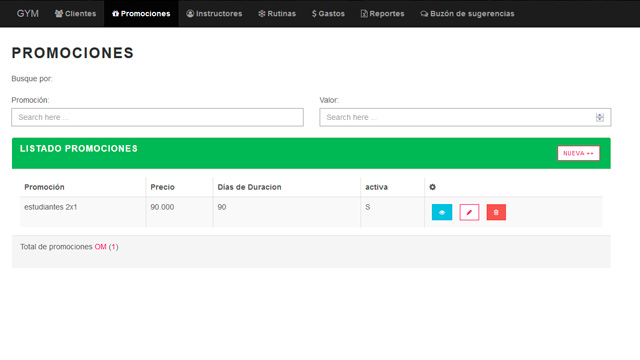 GYM Clientes Promociones Instructores Rutinas Gastos Reportes Buzón de sugerencias
PROMOCIONES
Busque por:
Promoción: Valor:
Search here ... Search here ...
LISTADO PROMOCIONES NUEVA ++
Promoción Precio Días de Duracion activa
estudiantes 2x1 90 000 90 S
Total de promociones OM (1)